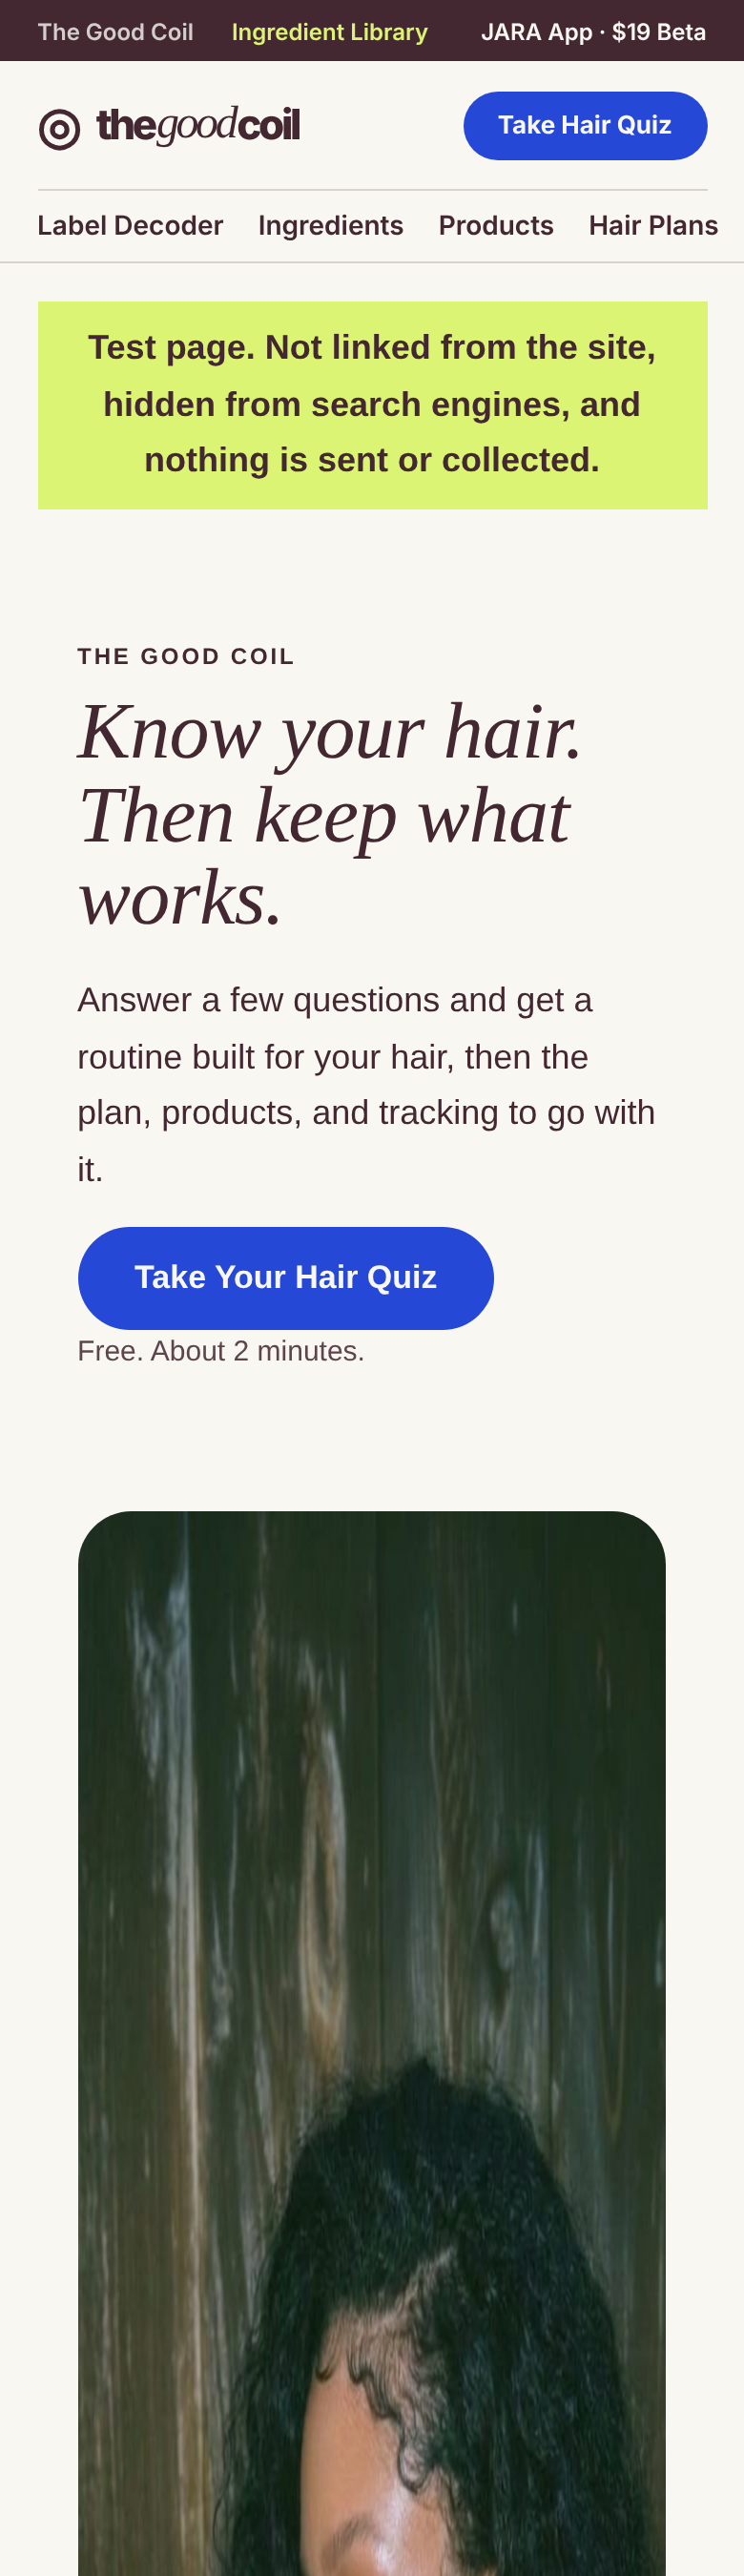 The Good Coil Ingredient Library JARA App · $19 Beta
thegoodcoil Take Hair Quiz
Label Decoder Ingredients Products Hair Plans
Test page. Not linked from the site,
hidden from search engines, and
nothing is sent or collected.
THE GOOD COIL
Know your hair.
Then keep what
works.
Answer a few questions and get a
routine built for your hair, then the
plan, products, and tracking to go with
it.
Take Your Hair Quiz
Free. About 2 minutes.